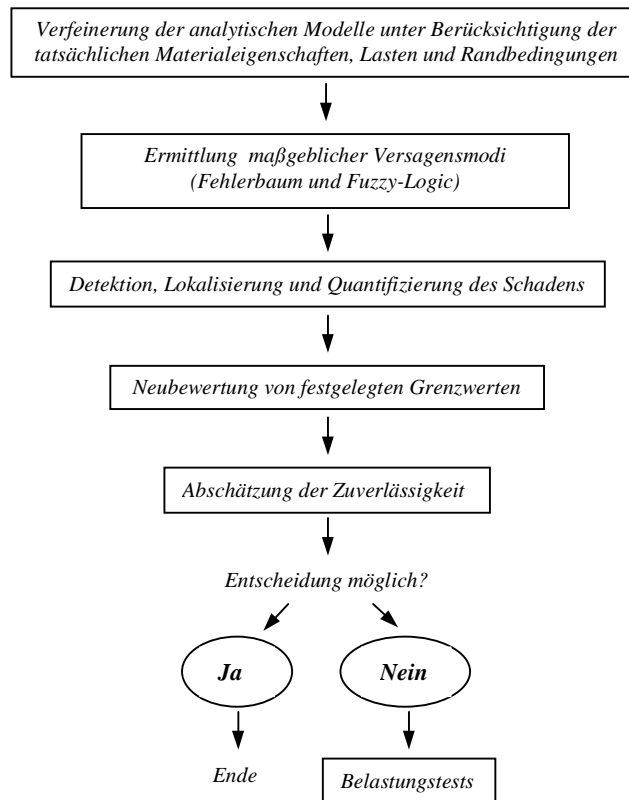 Verfeinerung der analytischen Modelle unter Berücksichtigung der
tatsächlichen Materialeigenschaften, Lasten und Randbedingungen
Ermittlung maßgeblicher Versagensmodi
(Fehlerbaum und Fuzzy-Logic)
Detektion, Lokalisierung und Quantifizierung des Schadens
Neubewertung von festgelegten Grenzwerten
Abschätzung der Zuverlässigkeit
Entscheidung möglich?
Ja
Nein
Ende
Belastungstests